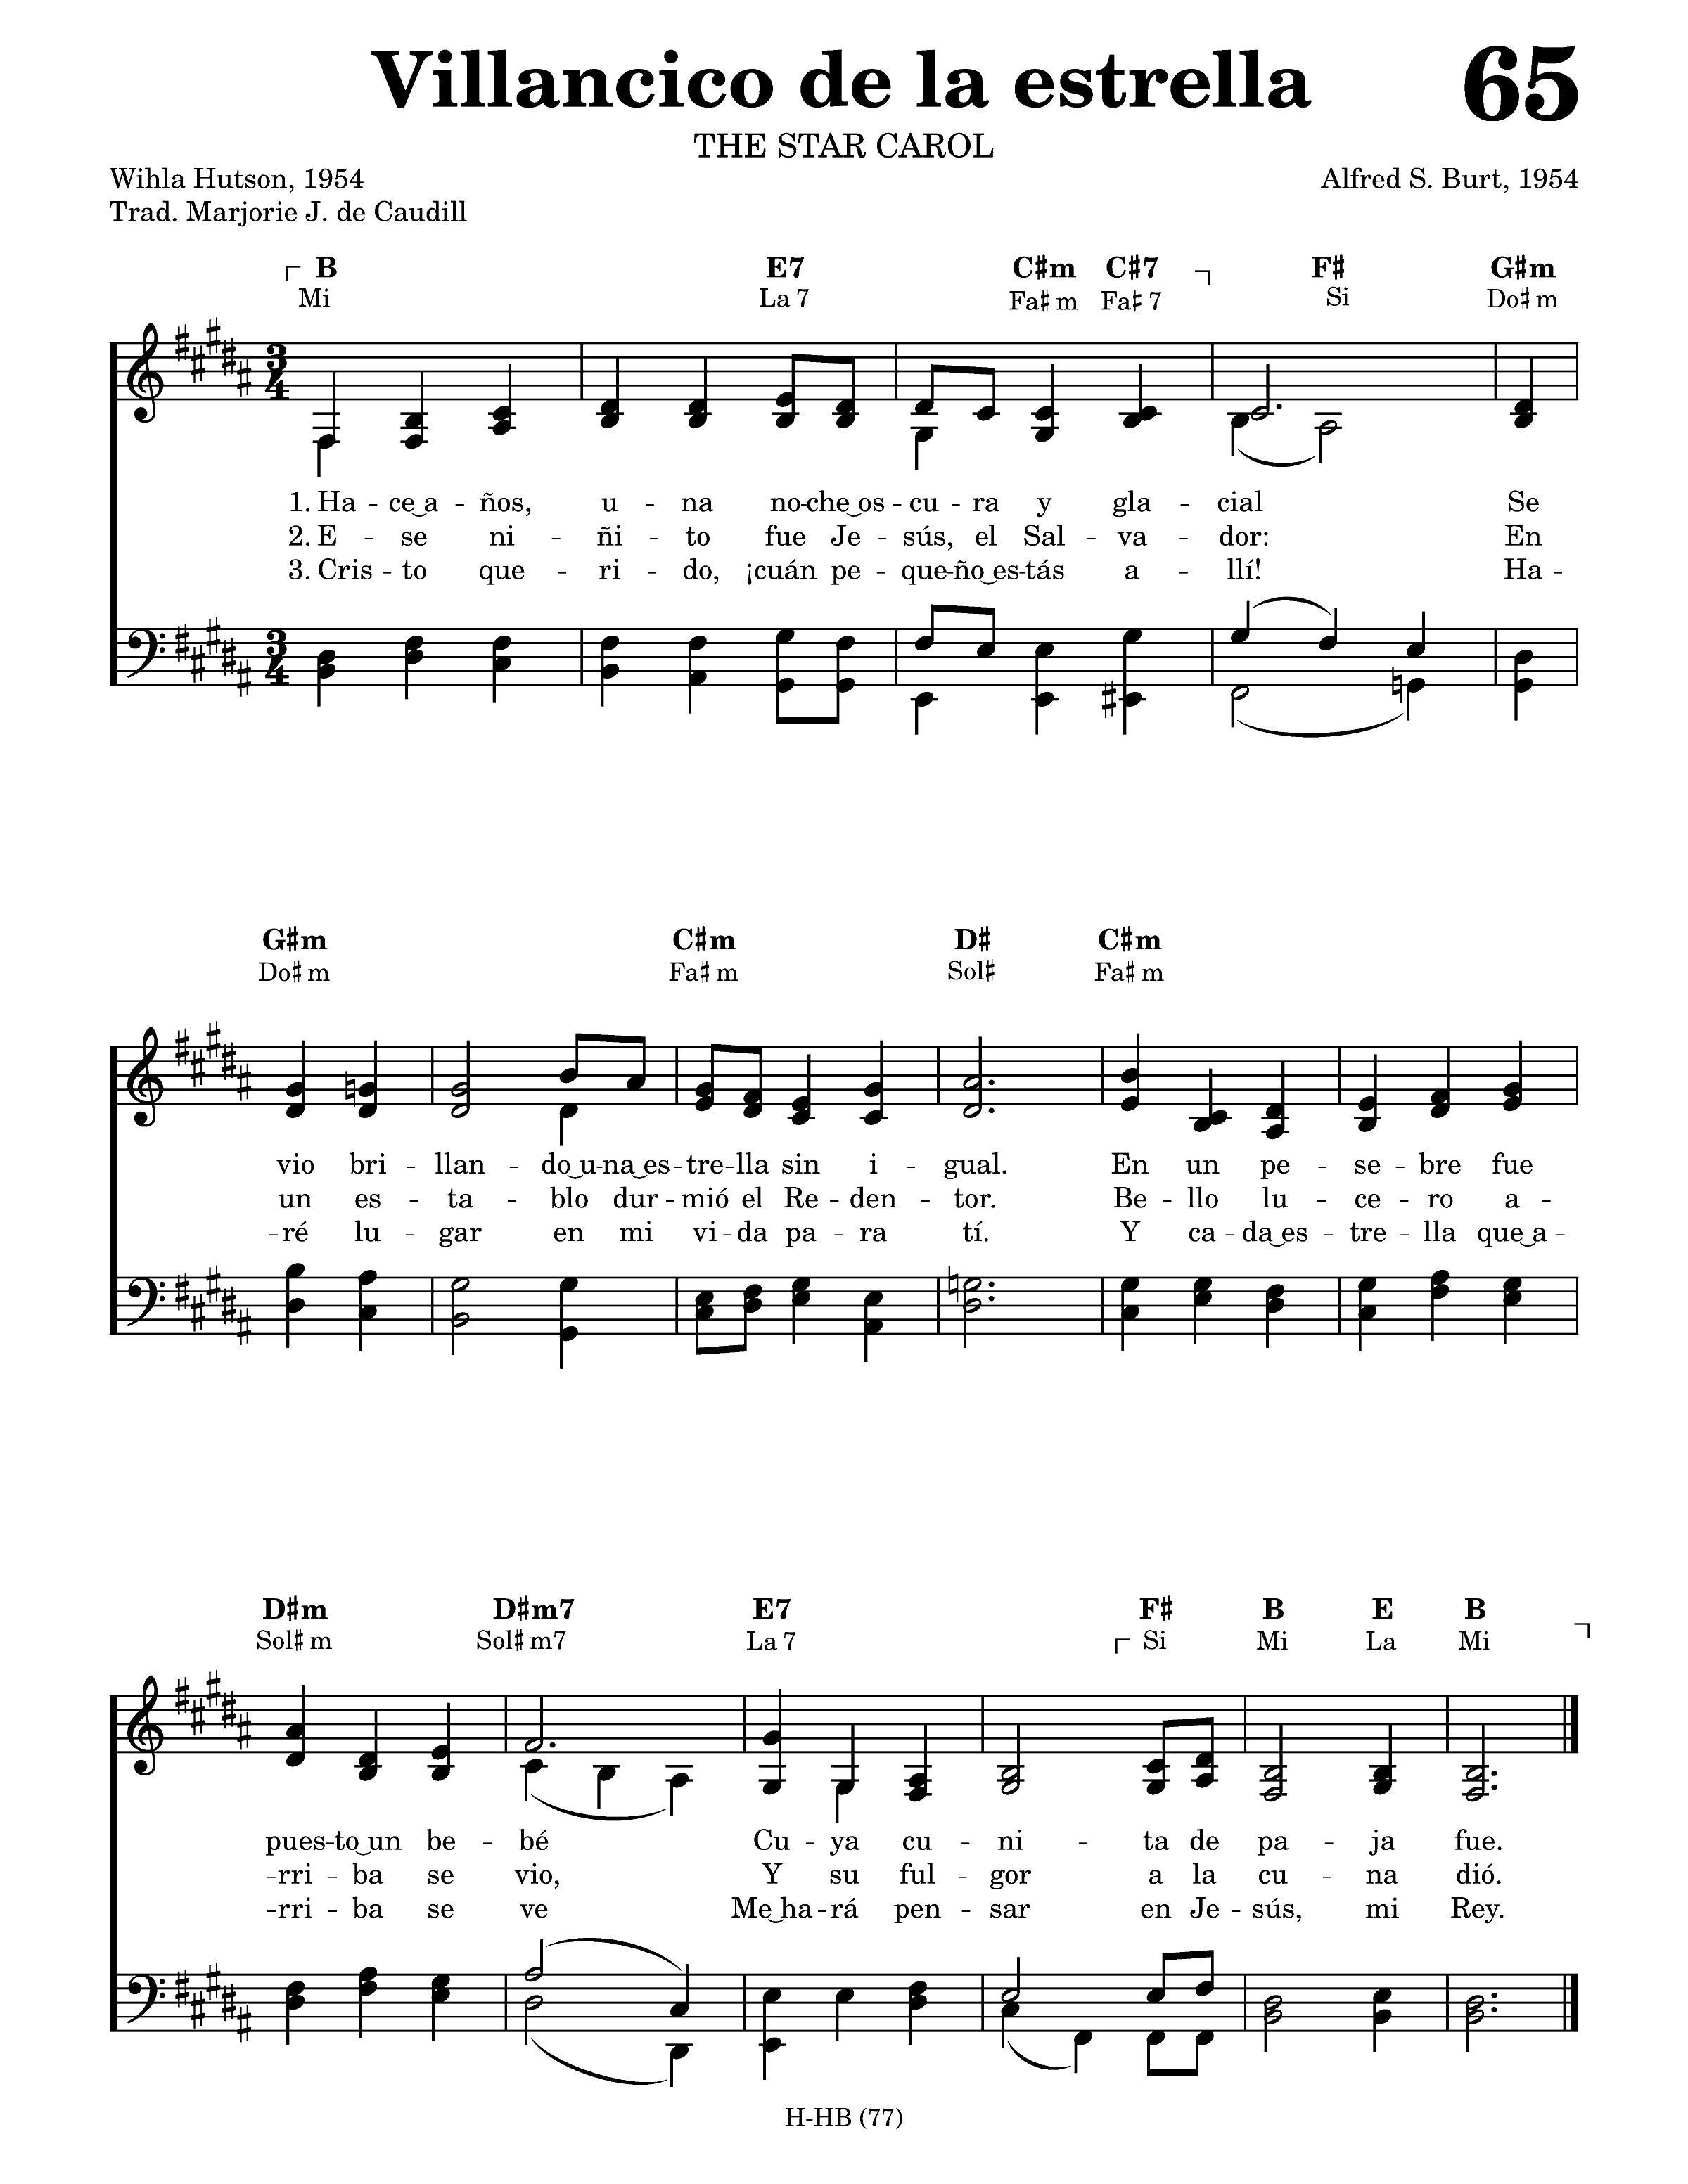 Villancico de la estrella 65
THE STAR CAROL
Wihla Hutson, 1954 Alfred S. Burt, 1954
Trad. Marjorie J. de Caudill
B E7 C♯m C♯7 F♯ G♯m
Mi La 7 Fa♯ m Fa♯ 7 Si Do♯ m
3 4
1. Ha - ce‿a - ños, u - na no - che‿os - cu - ra y gla - cial Se
2. E - se ni - ñi - to fue Je - sús, el Sal - va - dor: En
3. Cris - to que - ri - do, ¡cuán pe - que - ño‿es - tás a - llí! Ha -
3 4
G♯m C♯m D♯ C♯m
Do♯ m Fa♯ m Sol♯ Fa♯ m
vio bri - llan - do‿u - na‿es - tre - lla sin i - gual. En un pe - se - bre fue
un es - ta - blo dur - mió el Re - den - tor. Be - llo lu - ce - ro a -
- ré lu - gar en mi vi - da pa - ra tí. Y ca - da‿es - tre - lla que‿a -
D♯m D♯m7 E7 F♯ B E B
Sol♯ m Sol♯ m7 La 7 Si Mi La Mi
pues - to‿un be - bé Cu - ya cu - ni - ta de pa - ja fue.
- rri - ba se vio, Y su ful - gor a la cu - na dió.
- rri - ba se ve Me‿ha - rá pen - sar en Je - sús, mi Rey.
H-HB (77)